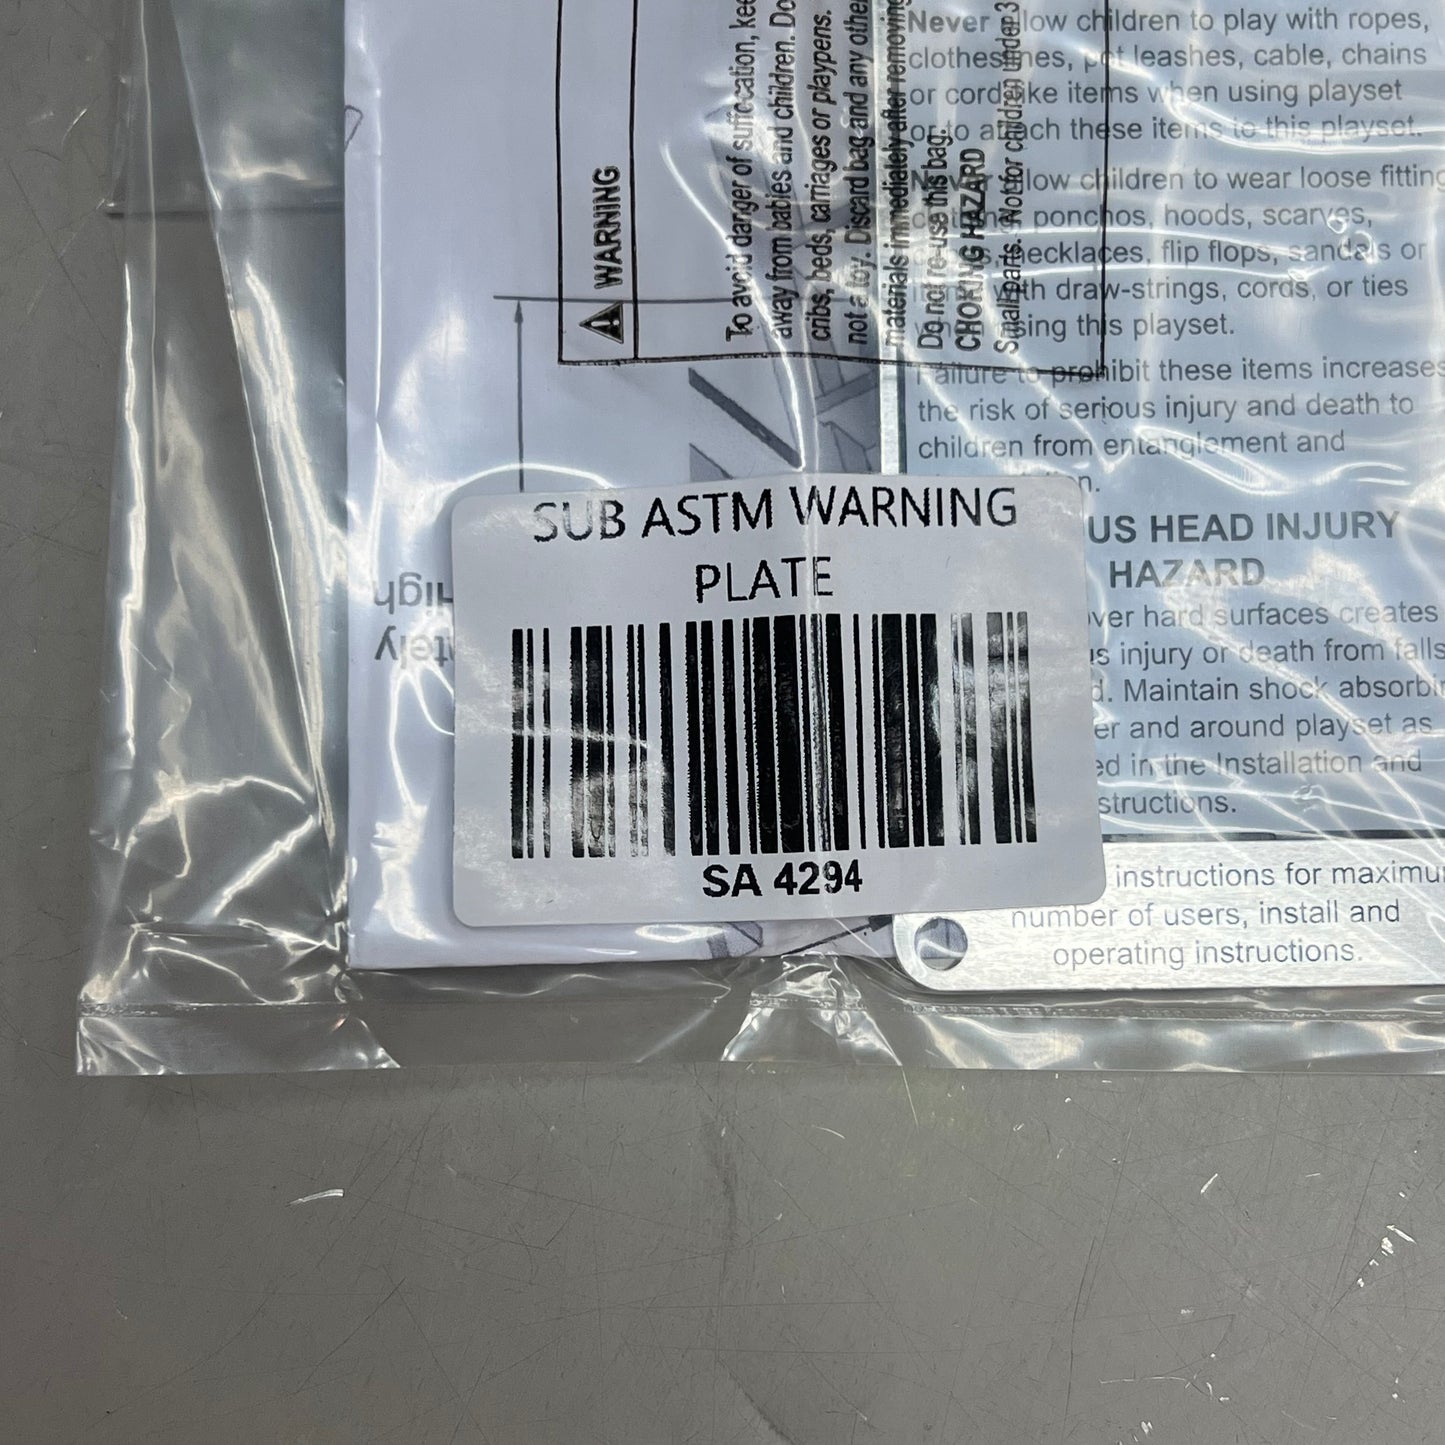 Never allow children to play with ropes,
clotheslines, pet leashes, cable, chains
or cord-like items when using playset
or to attach these items to this playset.
Never allow children to wear loose fitting
ponchos, hoods, scarves,
necklaces, flip flops, sandals or
with draw-strings, cords, or ties
when using this playset.
Failure to prohibit these items increases
the risk of serious injury and death to
children from entanglement and
US HEAD INJURY
HAZARD
over hard surfaces creates
injury or death from falls
Maintain shock
and around playset as
in the Installation and
structions.
instructions for
number of users, install and
operating instructions.
WARNING
To avoid danger of suffocation,
away from babies and children. Do
cribs, beds, carriages or playpens.
not a toy. Discard bag and any other
materials immediately after removing
Do not re-use this bag.
CHOKING HAZARD
Small parts. Not for children under 3
High
SUB ASTM WARNING
PLATE
SA 4294